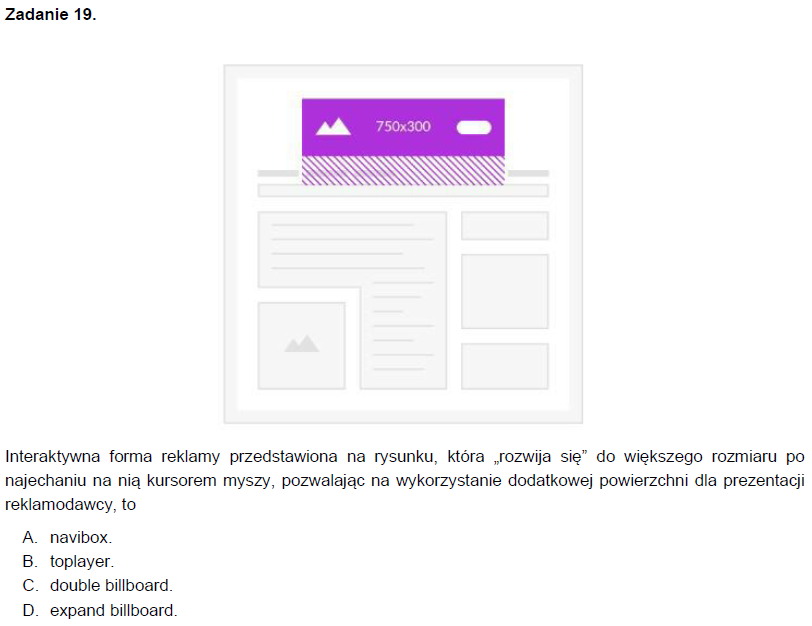 Zadanie 19.
750x300
Interaktywna forma reklamy przedstawiona na rysunku, która „rozwija się” do większego rozmiaru po
najechaniu na nią kursorem myszy, pozwalając na wykorzystanie dodatkowej powierzchni dla prezentacji
reklamodawcy, to
A. navibox.
B. toplayer.
C. double billboard.
D. expand billboard.